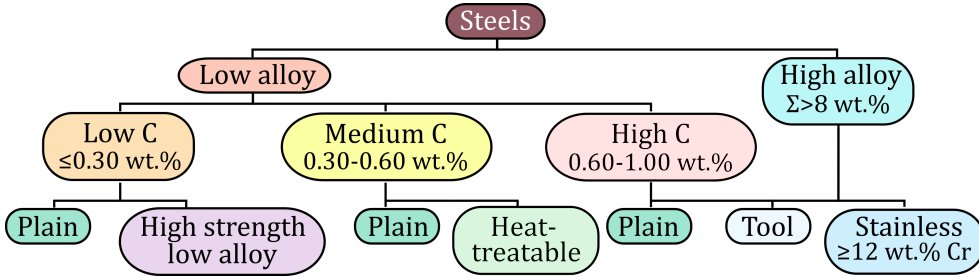 Steels
Low alloy
High alloy
Σ>8 wt.%
Low C
≤0.30 wt.%
Medium C
0.30-0.60 wt.%
High C
0.60-1.00 wt.%
Plain
High strength
low alloy
Plain
Heat-
treatable
Plain
Tool
Stainless
≥12 wt.% Cr